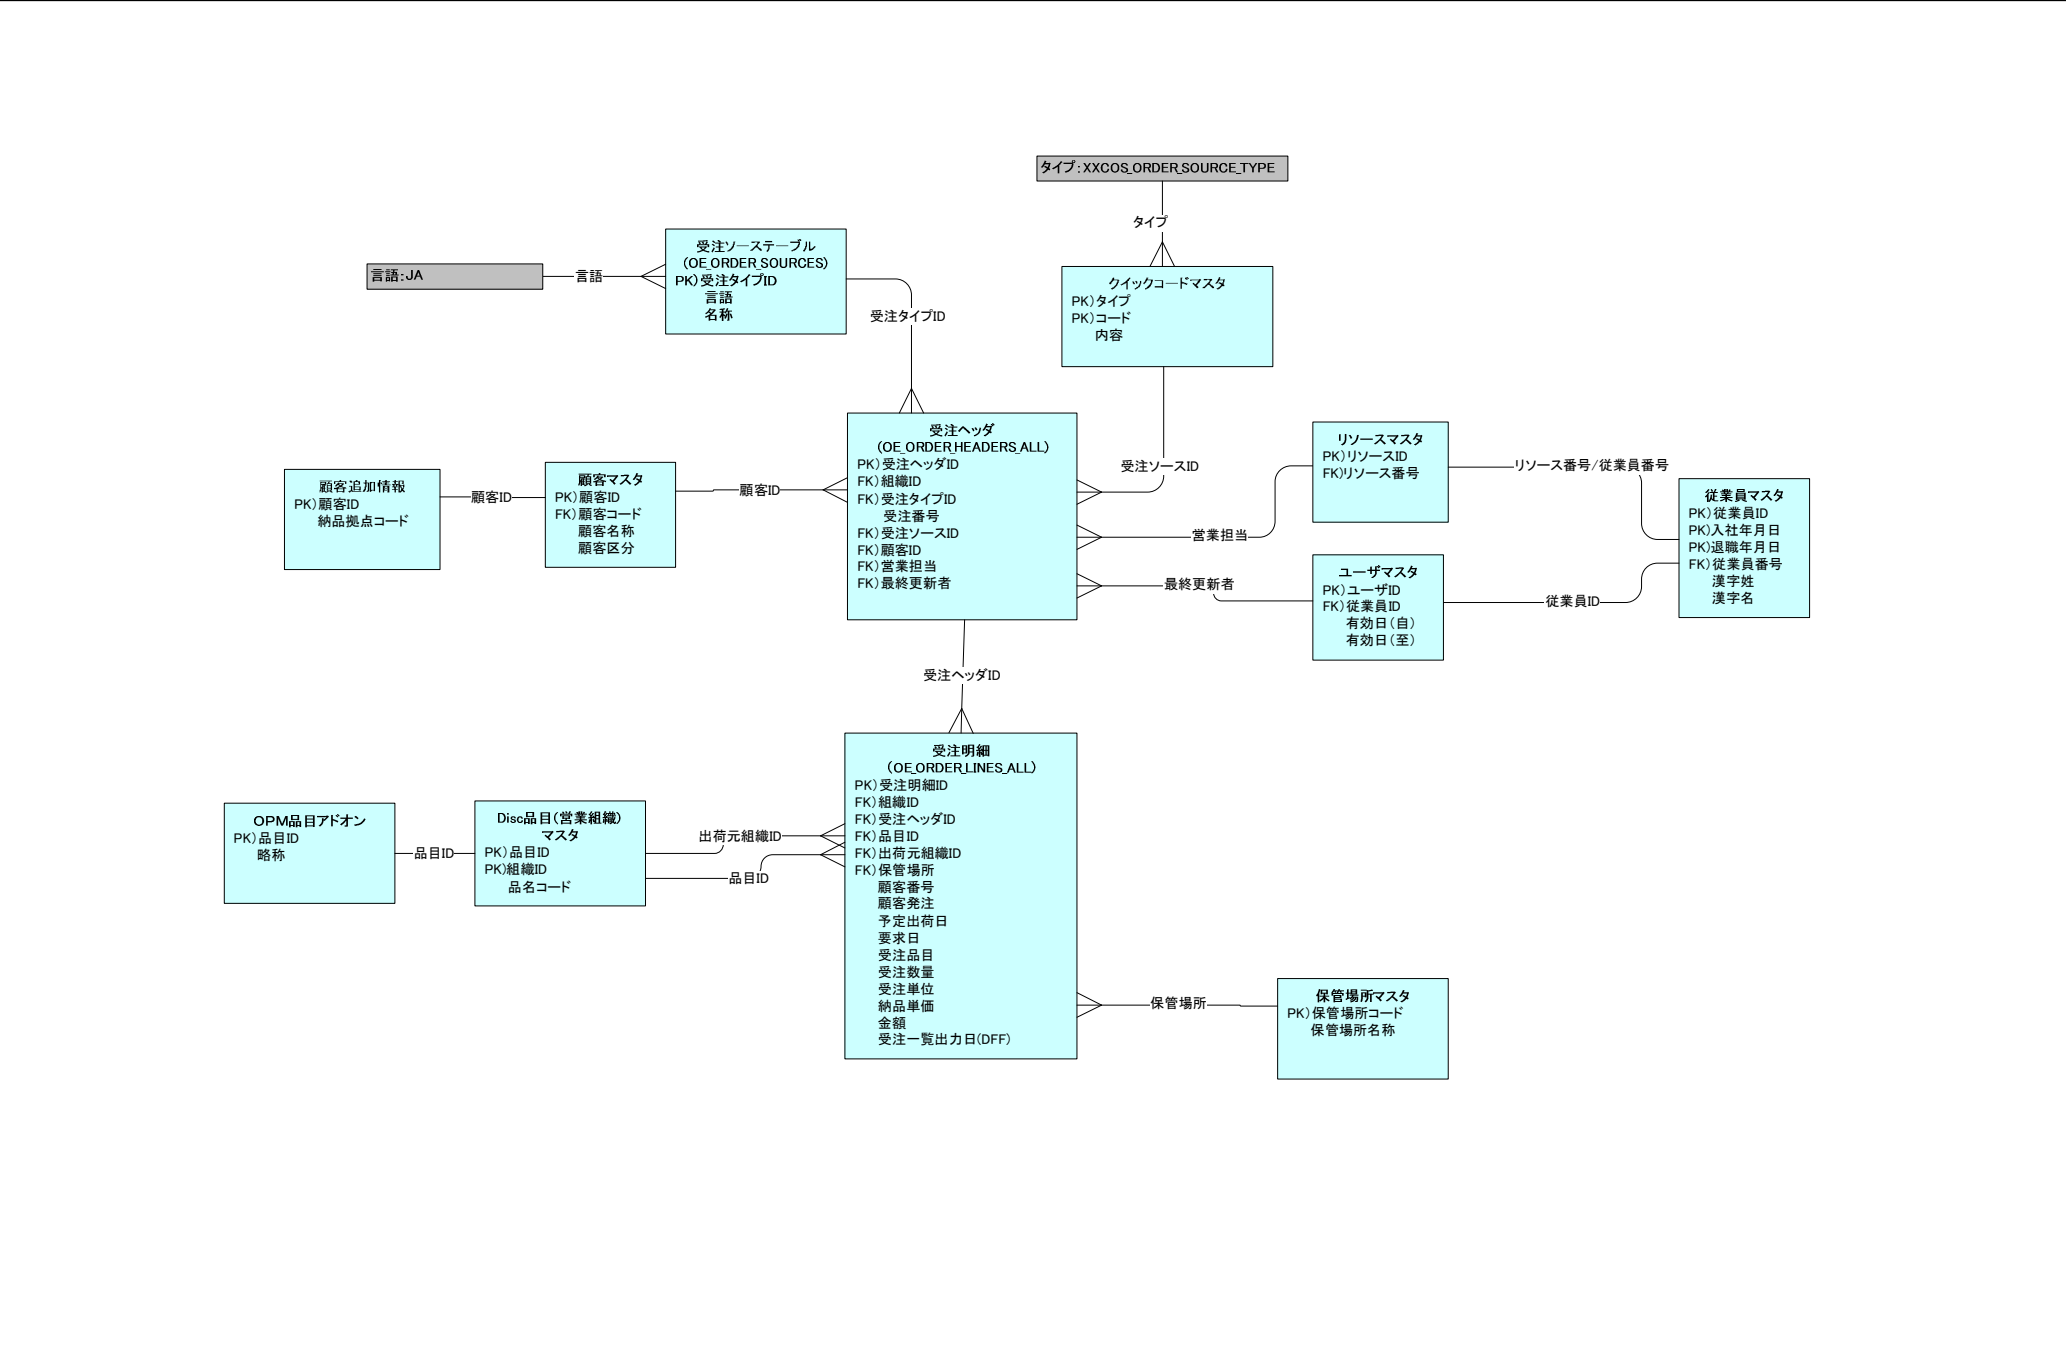 タイプ：XXCOS_ORDER_SOURCE_TYPE
タイプ
受注ソーステーブル
（OE_ORDER_SOURCES）
PK）受注タイプID
言語
名称
言語：JA
言語
受注タイプID
クイックコードマスタ
PK）タイプ
PK）コード
内容
受注ヘッダ
（OE_ORDER_HEADERS_ALL）
PK）受注ヘッダID
FK）組織ID
FK）受注タイプID
受注番号
FK）受注ソースID
FK）顧客ID
FK）営業担当
FK）最終更新者
受注ソースID
営業担当
最終更新者
リソースマスタ
PK）リソースID
FK)リソース番号
リソース番号/従業員番号
従業員マスタ
PK）従業員ID
PK）入社年月日
PK)退職年月日
FK）従業員番号
漢字姓
漢字名
ユーザマスタ
PK）ユーザID
FK）従業員ID
有効日（自）
有効日（至）
従業員ID
顧客追加情報
PK）顧客ID
納品拠点コード
顧客ID
顧客マスタ
PK）顧客ID
FK）顧客コード
顧客名称
顧客区分
顧客ID
受注ヘッダID
受注明細
（OE_ORDER_LINES_ALL）
PK）受注明細ID
FK）組織ID
FK）受注ヘッダID
FK）品目ID
FK）出荷元組織ID
FK）保管場所
顧客番号
顧客発注
予定出荷日
要求日
受注品目
受注数量
受注単位
納品単価
金額
受注一覧出力日(DFF)
OPM品目アドオン
PK）品目ID
略称
品目ID
Disc品目（営業組織）
マスタ
PK）品目ID
PK)組織ID
品名コード
出荷元組織ID
品目ID
保管場所
保管場所マスタ
PK）保管場所コード
保管場所名称